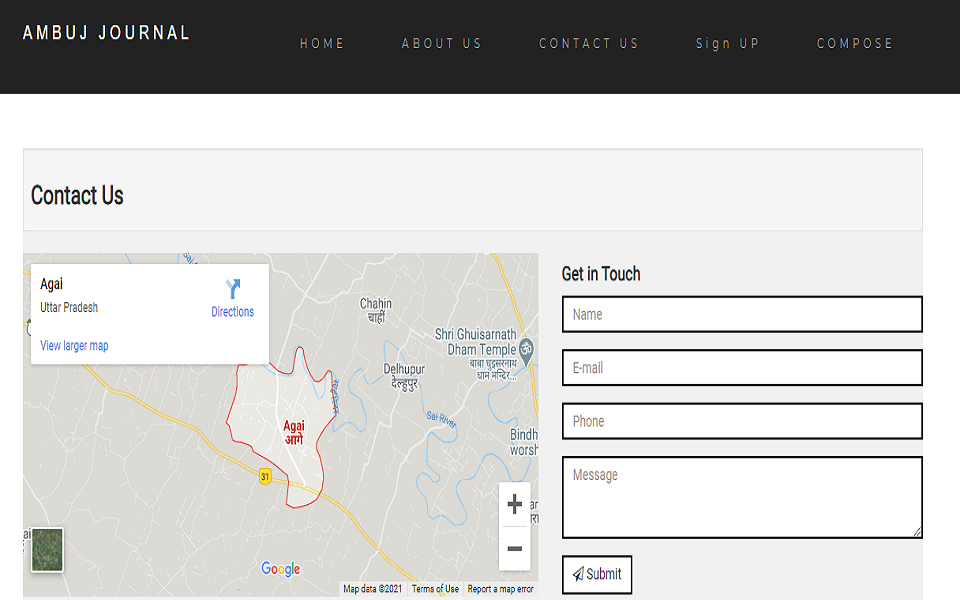 AMBUJ JOURNAL
HOME
ABOUT US
CONTACT US
Sign UP
COMPOSE
Contact Us
Agai
Uttar Pradesh
Directions
View larger map
Chahin
चाहीं
Shri Ghuisarnath
Dham Temple
बाबा घुइसरनाथ
धाम मन्दिर...
Delhupur
देल्हूपुर
Sai River
Agai
आगे
Bindh
worsh
31
Google
Map data ©2021
Terms of Use
Report a map error
Get in Touch
Name
E-mail
Phone
Message
Submit